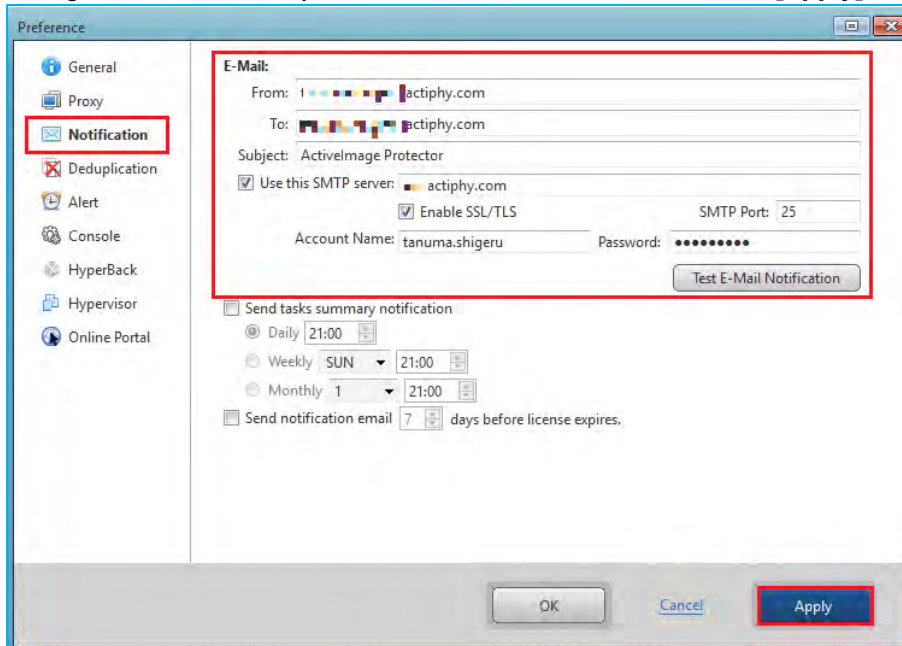 Preference
General
Proxy
Notification
Deduplication
Alert
Console
HyperBack
Hypervisor
Online Portal
E-Mail:
From: actiphy.com
To: actiphy.com
Subject: ActiveImage Protector
Use this SMTP server: actiphy.com
Enable SSL/TLS SMTP Port: 25
Account Name: tanuma.shigeru Password: •••••••••
Test E-Mail Notification
Send tasks summary notification
Daily 21:00
Weekly SUN 21:00
Monthly 1 21:00
Send notification email 7 days before license expires.
OK Cancel Apply